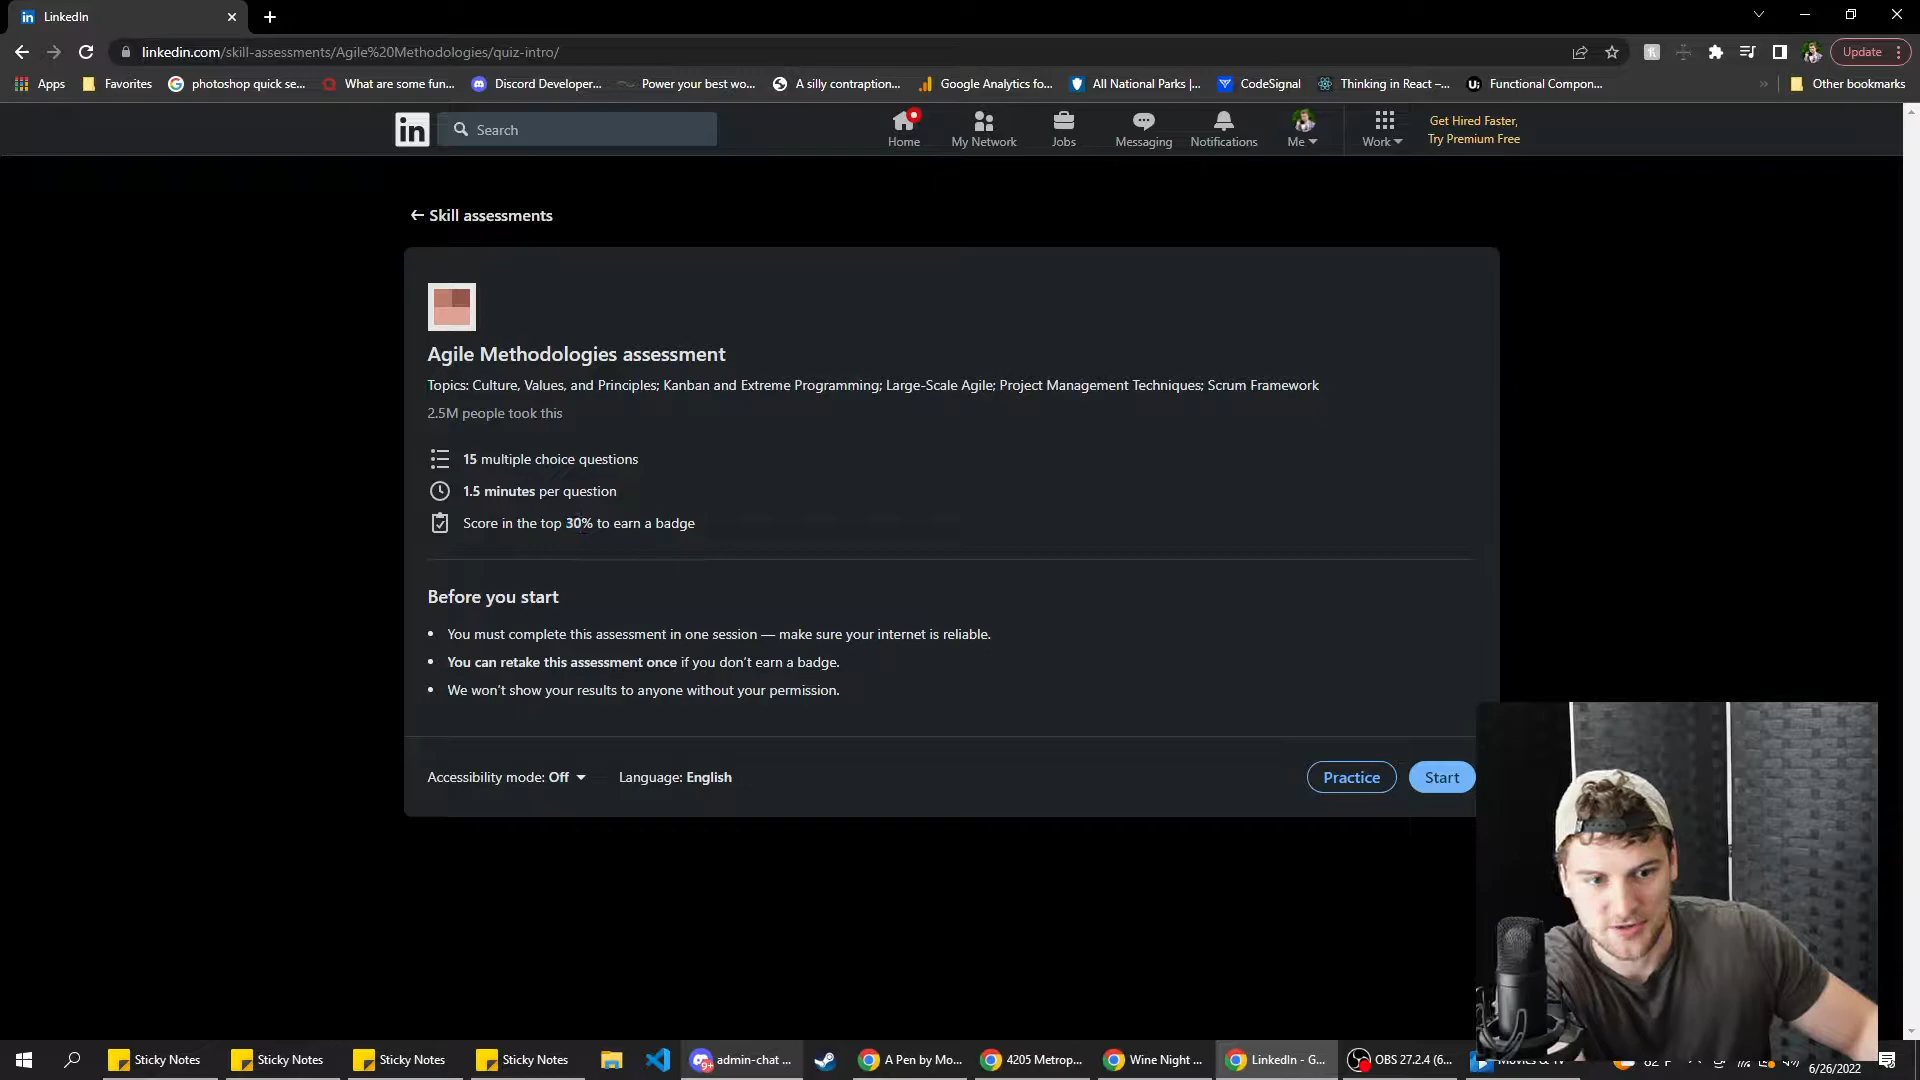 LinkedIn
linkedin.com/skill-assessments/Agile%20Methodologies/quiz-intro/
Update
Apps
Favorites
photoshop quick se...
What are some fun...
Discord Developer...
Power your best wo...
A silly contraption...
Google Analytics fo...
All National Parks |...
CodeSignal
Thinking in React –...
Functional Compon...
»
Other bookmarks
in
Search
Home
My Network
Jobs
Messaging
Notifications
Me
Work
Get Hired Faster,
Try Premium Free
← Skill assessments
Agile Methodologies assessment
Topics: Culture, Values, and Principles; Kanban and Extreme Programming; Large-Scale Agile; Project Management Techniques; Scrum Framework
2.5M people took this
15 multiple choice questions
1.5 minutes per question
Score in the top 30% to earn a badge
Before you start
• You must complete this assessment in one session — make sure your internet is reliable.
• You can retake this assessment once if you don't earn a badge.
• We won't show your results to anyone without your permission.
Accessibility mode: Off
Language: English
Practice
Start
Sticky Notes
Sticky Notes
Sticky Notes
Sticky Notes
admin-chat ...
A Pen by Mo...
4205 Metrop...
Wine Night ...
LinkedIn - G...
OBS 27.2.4 (6...
6/26/2022